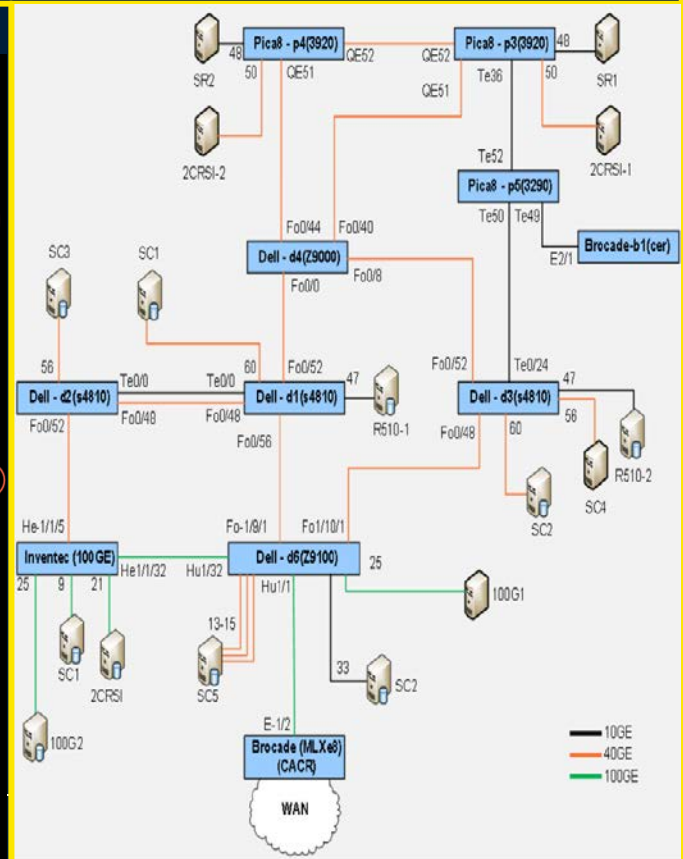 Pica8 - p4(3920)
Pica8 - p3(3920)
48
48
QE52
QE52
SR2
50
QE51
Te36
50
SR1
QE51
2CRSI-2
Te52
2CRSI-1
Pica8 - p5(3290)
Te50
Te49
Fo0/44
Fo0/40
Brocade-b1(cer)
E2/1
SC3
SC1
Dell - d4(Z9000)
Fo0/0
Fo0/8
56
60
Fo0/52
Fo0/52
Te0/24
Te0/0
Te0/0
47
47
Dell - d2(s4810)
Dell - d1(s4810)
Dell - d3(s4810)
56
Fo0/52
Fo0/48
Fo0/48
R510-1
Fo0/48
60
Fo0/56
R510-2
SC4
SC2
He-1/1/5
Fo-1/9/1
Fo1/10/1
Inventec (100GE)
Dell - d6(Z9100)
25
25
9
21
He1/1/32
Hu1/32
Hu1/1
100G1
13-15
33
SC1
2CRSI
SC5
SC2
E-1/2
100G2
Brocade (MLXe8)
(CACR)
WAN
10GE
40GE
100GE